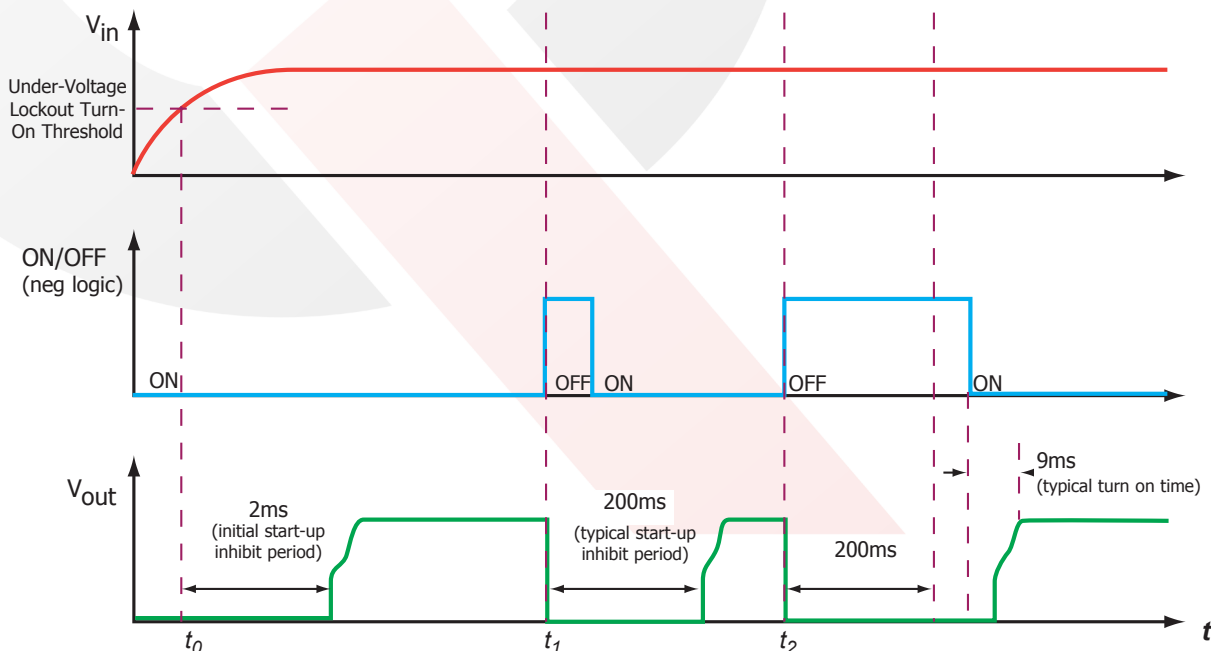 Vin
Under-Voltage
Lockout Turn-
On Threshold
ON/OFF
(neg logic)
ON
OFF
ON
OFF
ON
Vout
2ms
(initial start-up
inhibit period)
200ms
(typical start-up
inhibit period)
200ms
9ms
(typical turn on time)
t0
t1
t2
t